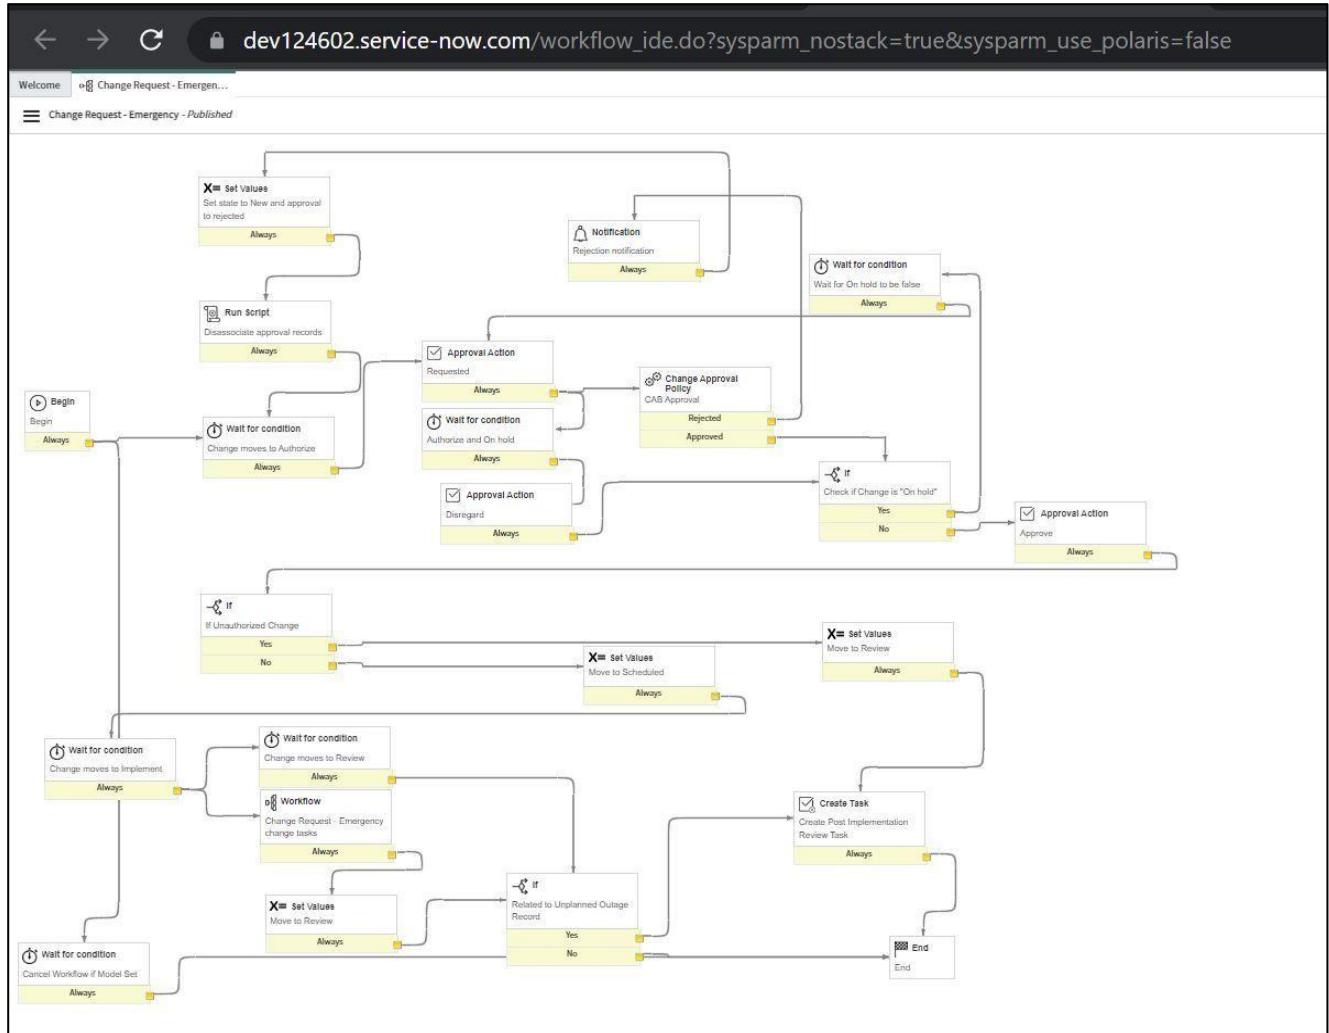 dev124602.service-now.com/workflow_ide.do?sysparm_nostack=true&sysparm_use_polaris=false
Welcome
Change Request - Emergen...
Change Request - Emergency - Published
X= Set Values
Set state to New and approval
to rejected
Always
Notification
Rejection notification
Always
Wait for condition
Wait for On hold to be false
Always
Run Script
Disassociate approval records
Always
Approval Action
Requested
Always
Change Approval
Policy
CAB Approval
Rejected
Approved
Begin
Begin
Always
Wait for condition
Change moves to Authorize
Always
Wait for condition
Authorize and On hold
Always
Approval Action
Disregard
Always
If
Check if Change is "On hold"
Yes
No
Approval Action
Approve
Always
If
If Unauthorized Change
Yes
No
X= Set Values
Move to Scheduled
Always
X= Set Values
Move to Review
Always
Wait for condition
Change moves to Implement
Always
Wait for condition
Change moves to Review
Always
Workflow
Change Request - Emergency
change tasks
Always
Create Task
Create Post Implementation
Review Task
Always
X= Set Values
Move to Review
Always
If
Related to Unplanned Outage
Record
Yes
No
Wait for condition
Cancel Workflow if Model Set
Always
End
End